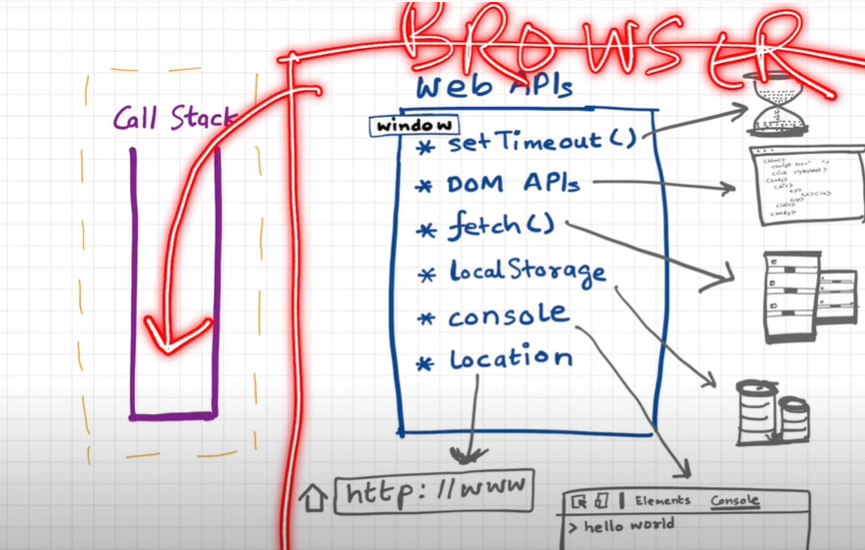 BROWSER
Web APIs
Call Stack
window
* setTimeout()
* DOM APIs
* fetch()
* LocalStorage
* console
* Location
http://www
Elements Console
> hello world